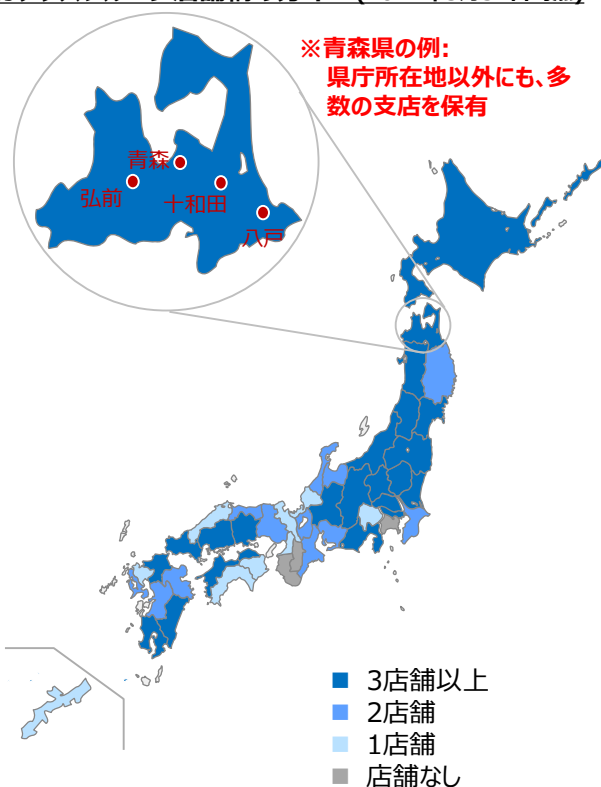 ※青森県の例:
県庁所在地以外にも、多
数の支店を保有
青森
弘前
十和田
八戸
3店舗以上
2店舗
1店舗
店舗なし